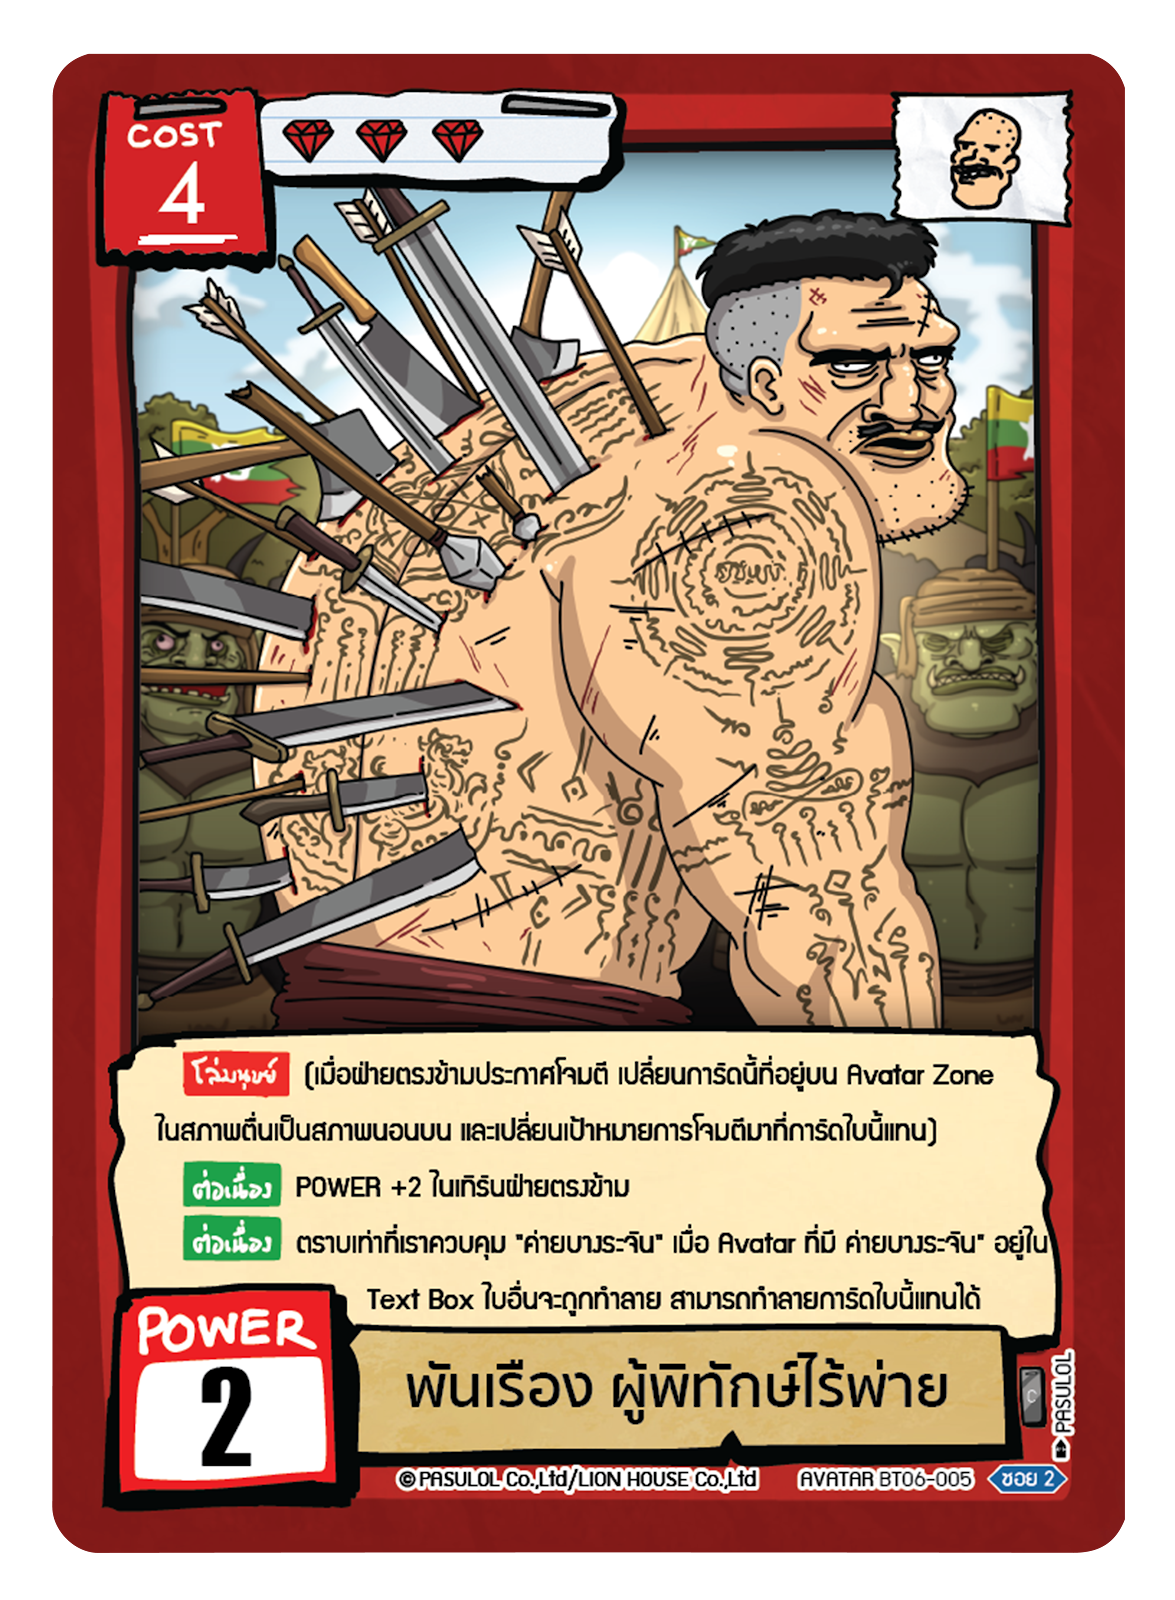 COST
4
โล่มนุษย์ (เมื่อฝ่ายตรงข้ามประกาศโจมตี เปลี่ยนการ์ดนี้ที่อยู่บน Avatar Zone
ในสภาพตื่นเป็นสภาพนอนบน และเปลี่ยนเป้าหมายการโจมตีมาที่การ์ดใบนี้แทน)
ต่อเนื่อง POWER +2 ในเทิร์นฝ่ายตรงข้าม
ต่อเนื่อง ตราบเท่าที่เราควบคุม "ค่ายบางระจัน" เมื่อ Avatar ที่มี ค่ายบางระจัน" อยู่ใน
Text Box ใบอื่นจะถูกทำลาย สามารถทำลายการ์ดใบนี้แทนได้
POWER
2
พันเรือง ผู้พิทักษ์ไร้พ่าย
C
PASULOL
© PASULOL Co.,Ltd/LION HOUSE Co.,Ltd AVATAR BT06-005 ซอย 2